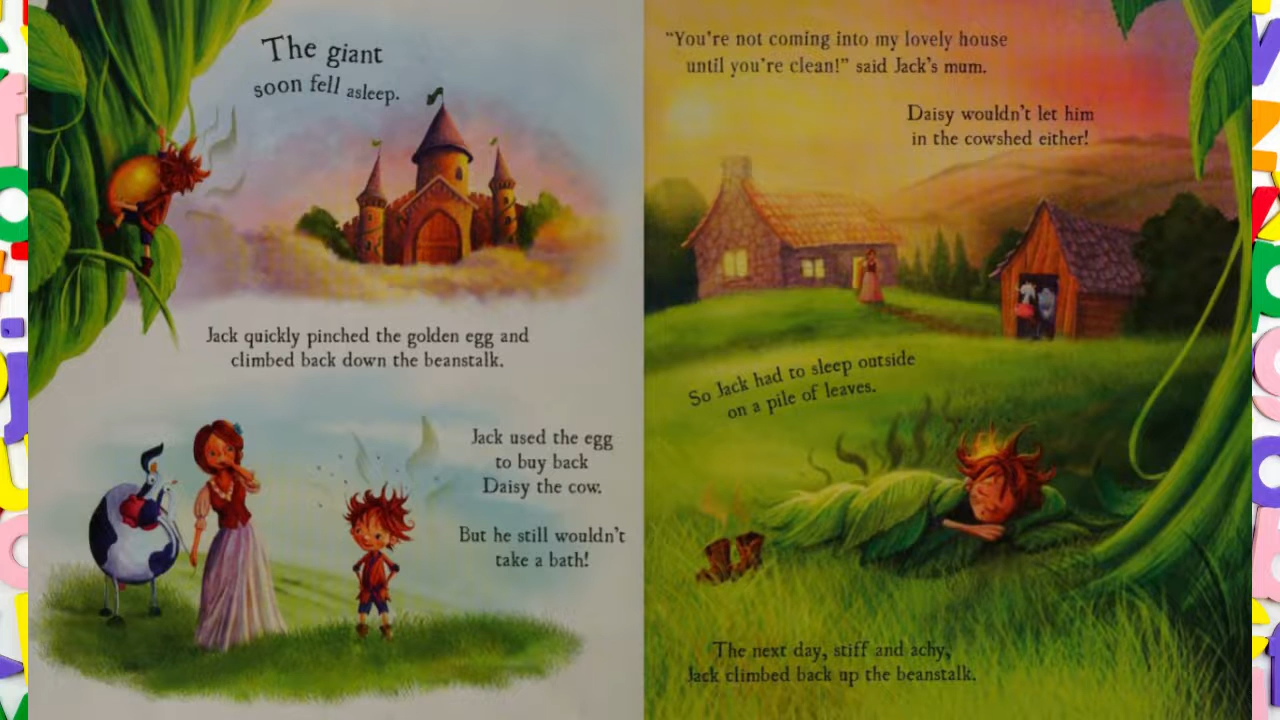 The giant
soon fell asleep.
Jack quickly pinched the golden egg and
climbed back down the beanstalk.
Jack used the egg
to buy back
Daisy the cow.
But he still wouldn't
take a bath!
"You're not coming into my lovely house
until you're clean!" said Jack's mum.
Daisy wouldn't let him
in the cowshed either!
So Jack had to sleep outside
on a pile of leaves.
The next day, stiff and achy,
Jack climbed back up the beanstalk.